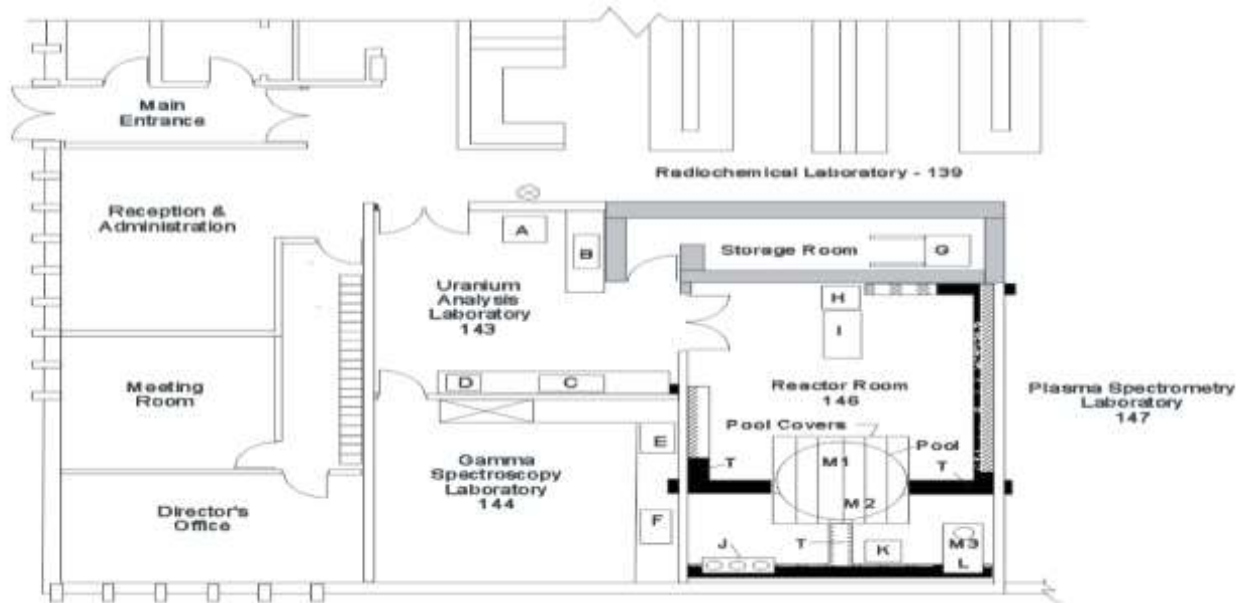 Main
Entrance
Radiochemical Laboratory - 139
Reception &
Administration
A
B
Storage Room
G
Uranium
Analysis
Laboratory
143
H
I
D
C
Meeting
Room
Reactor Room
146
Plasma Spectrometry
Laboratory
147
Pool Covers
Pool
E
Gamma
Spectroscopy
Laboratory
144
T
M1
T
M2
Director's
Office
F
J
T
K
M3
L